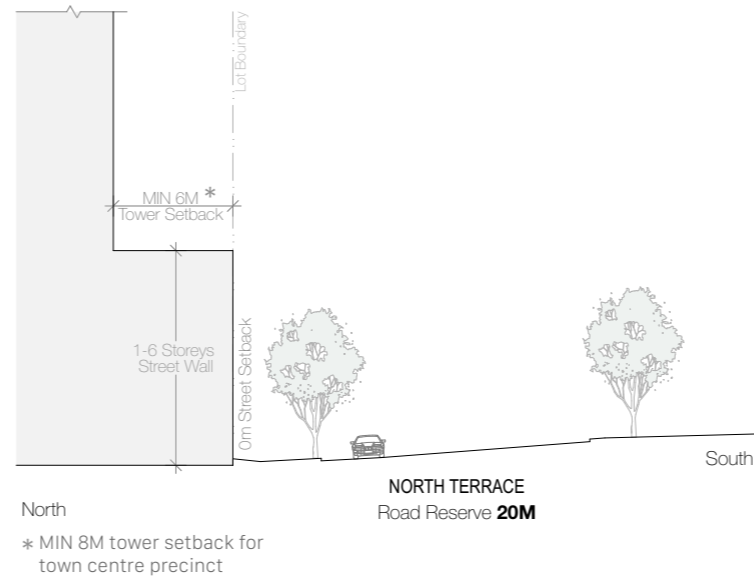 Lot Boundary
MIN 6M *
Tower Setback
1-6 Storeys
Street Wall
0m Street Setback
South
NORTH TERRACE
North
Road Reserve 20M
* MIN 8M tower setback for
town centre precinct